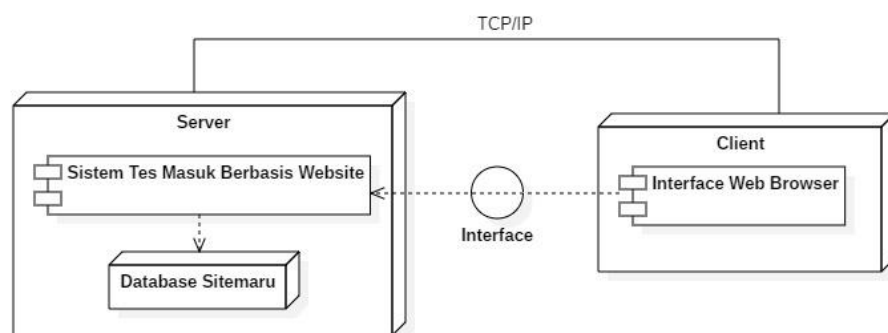 TCP/IP
Server
Client
Sistem Tes Masuk Berbasis Website
Interface Web Browser
Interface
Database Sitemaru